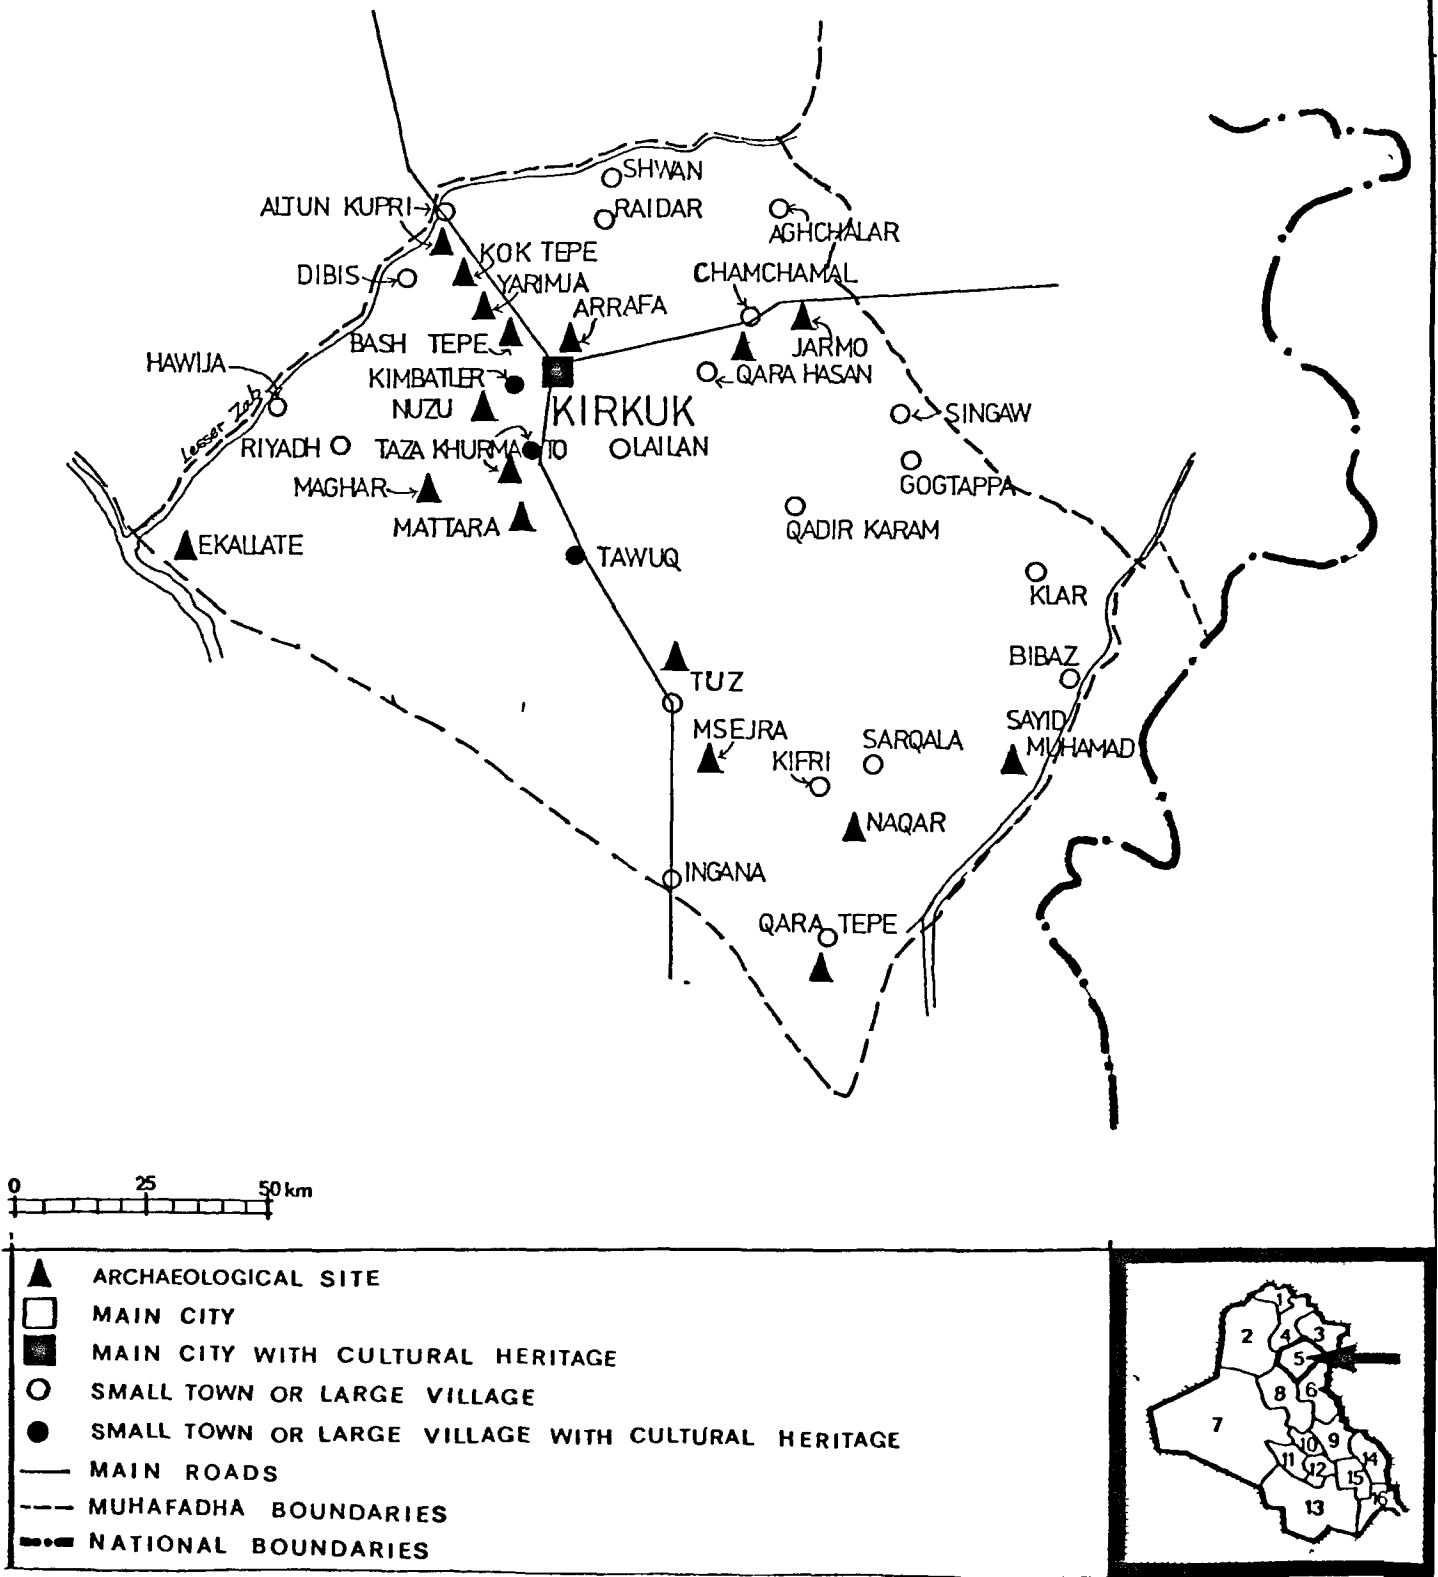 SHWAN
ALTUN KUPRI
RAIDAR
AGHCHALAR
KOK TEPE
DIBIS
CHAMCHAMAL
YARIMJA
ARRAFA
BASH TEPE
JARMO
HAWIJA
KIMBATLER
QARA HASAN
NUZU
KIRKUK
SINGAW
Lesser Zab
RIYADH
TAZA KHURMATO
LAILAN
MAGHAR
GOGTAPPA
MATTARA
QADIR KARAM
EKALLATE
TAWUQ
KLAR
BIBAZ
TUZ
SAYID
MUHAMAD
MSEJRA
SARQALA
KIFRI
NAQAR
INGANA
QARA TEPE
0 25 50 km
ARCHAEOLOGICAL SITE
MAIN CITY
MAIN CITY WITH CULTURAL HERITAGE
SMALL TOWN OR LARGE VILLAGE
SMALL TOWN OR LARGE VILLAGE WITH CULTURAL HERITAGE
MAIN ROADS
MUHAFADHA BOUNDARIES
NATIONAL BOUNDARIES
1
2 4 3
5
8 6
7
10 9
11 12 14
15
13 16